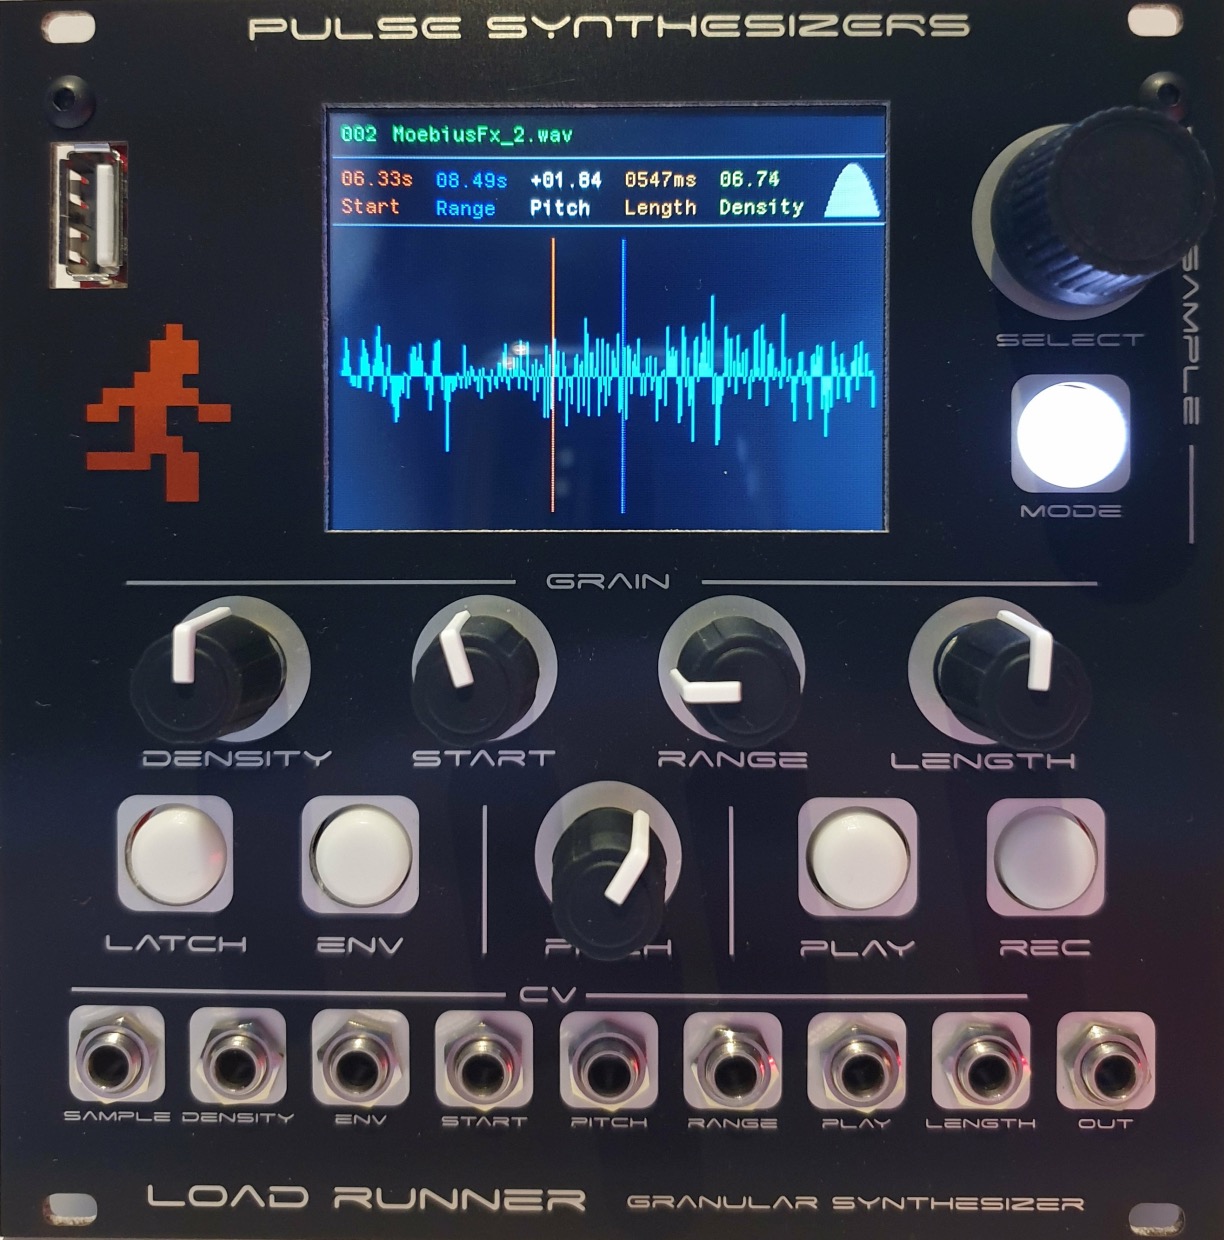 PULSE SYNTHESIZERS
002 MoebiusFx_2.wav
06.33s 08.49s +01.84 0547ms 06.74
Start Range Pitch Length Density
SELECT
SAMPLE
MODE
GRAIN
DENSITY START RANGE LENGTH
LATCH ENV PITCH PLAY REC
CV
SAMPLE DENSITY ENV START PITCH RANGE PLAY LENGTH OUT
LOAD RUNNER GRANULAR SYNTHESIZER